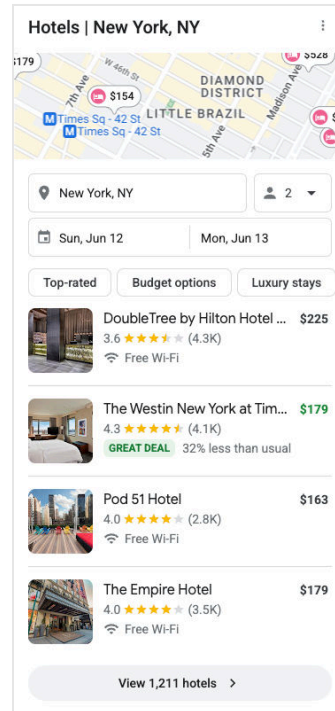 Hotels | New York, NY
$179
W 46th St
$528
7th Ave
$154
DIAMOND
DISTRICT
Madison Ave
M Times Sq - 42 St
LITTLE BRAZIL
M Times Sq - 42 St
5th Ave
New York, NY
2
Sun, Jun 12
Mon, Jun 13
Top-rated
Budget options
Luxury stays
DoubleTree by Hilton Hotel ... $225
3.6 (4.3K)
Free Wi-Fi
The Westin New York at Tim... $179
4.3 (4.1K)
GREAT DEAL 32% less than usual
Pod 51 Hotel $163
4.0 (2.8K)
Free Wi-Fi
The Empire Hotel $179
4.0 (3.5K)
Free Wi-Fi
View 1,211 hotels